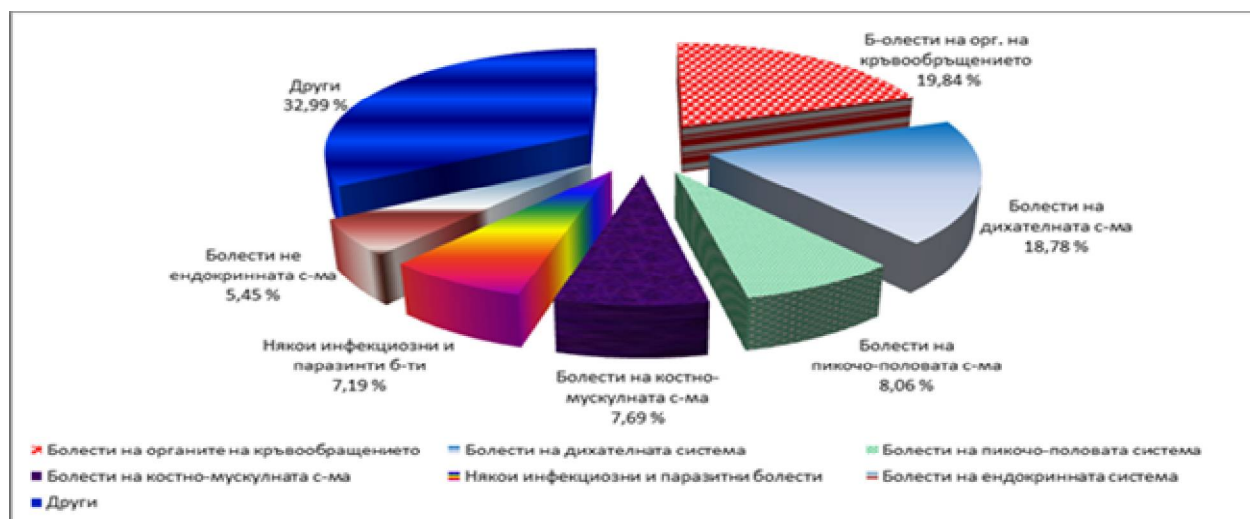 Б-олести на орг. на
кръвообръщението
19,84 %
Болести на
дихателната с-ма
18,78 %
Болести на
пикочо-половата с-ма
8,06 %
Болести на костно-
мускулната с-ма
7,69 %
Някои инфекциозни и
паразинти б-ти
7,19 %
Болести не
ендокринната с-ма
5,45 %
Други
32,99 %
Болести на органите на кръвообращението
Болести на дихателната система
Болести на пикочо-половата система
Болести на костно-мускулната с-ма
Някои инфекциозни и паразитни болести
Болести на ендокринната система
Други